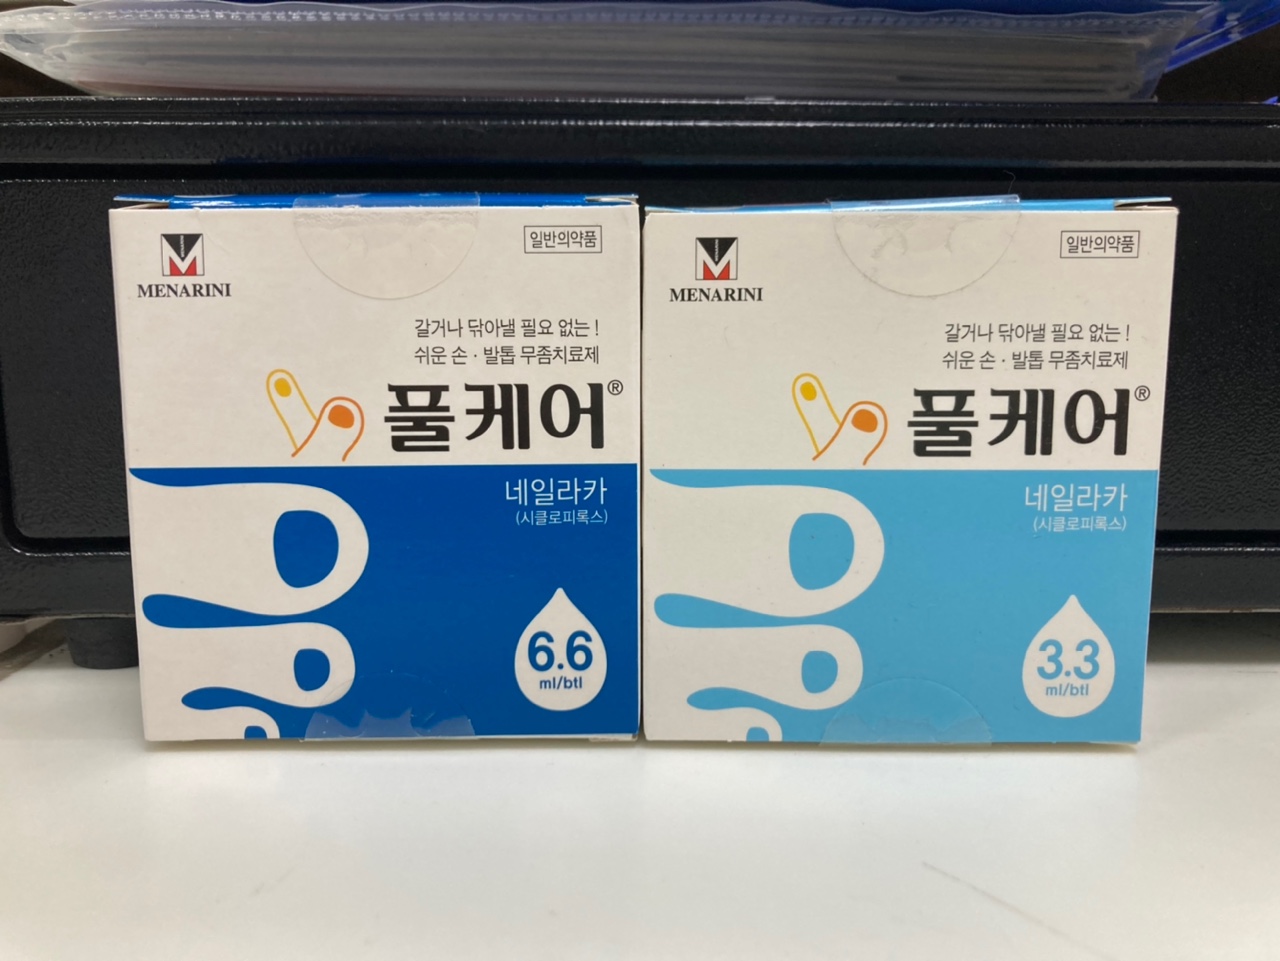 MENARINI
일반의약품
갈거나 닦아낼 필요 없는 !
쉬운 손 · 발톱 무좀치료제
풀케어®
네일라카
(시클로피록스)
6.6
ml/btl
MENARINI
일반의약품
갈거나 닦아낼 필요 없는 !
쉬운 손 · 발톱 무좀치료제
풀케어®
네일라카
(시클로피록스)
3.3
ml/btl